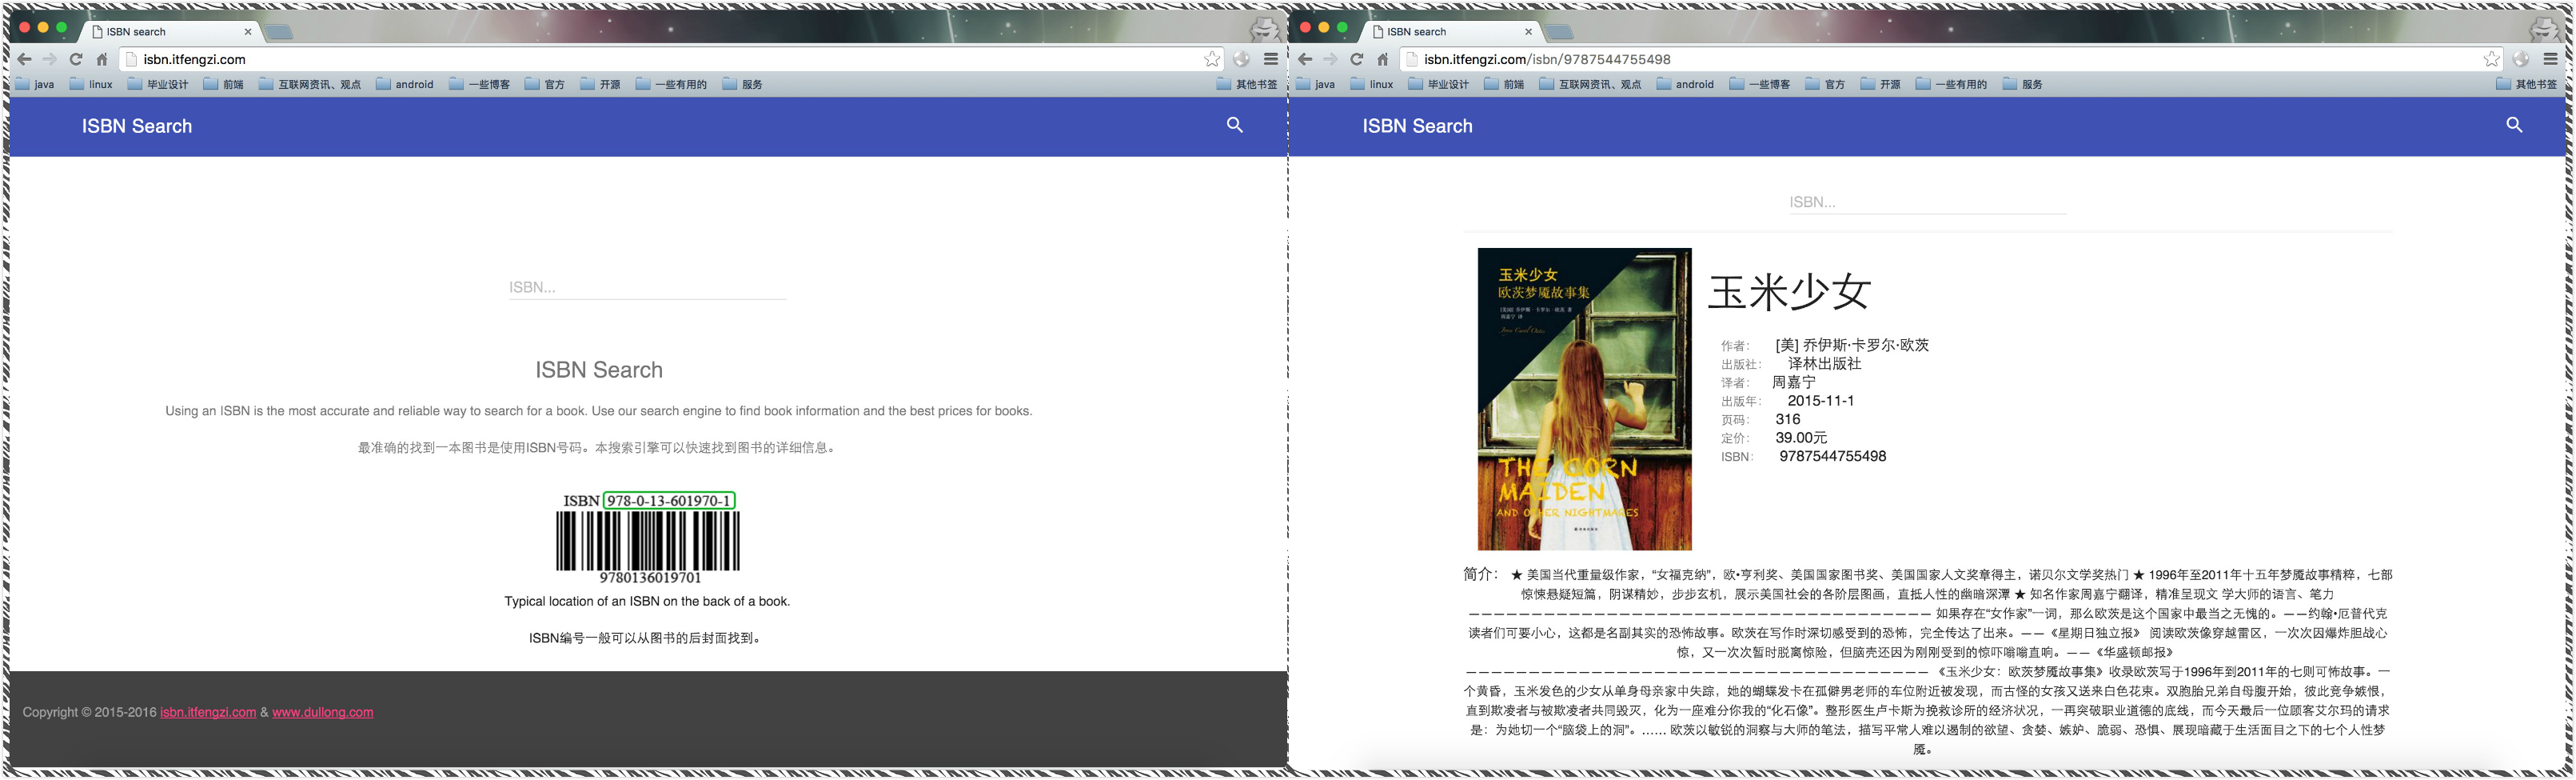 ISBN search
isbn.itfengzi.com
java linux 毕业设计 前端 互联网资讯、观点 android 一些博客 官方 开源 一些有用的 服务 其他书签
ISBN Search
ISBN...
ISBN Search
Using an ISBN is the most accurate and reliable way to search for a book. Use our search engine to find book information and the best prices for books.
最准确的找到一本图书是使用ISBN号码。本搜索引擎可以快速找到图书的详细信息。
ISBN 978-0-13-601970-1
9780136019701
Typical location of an ISBN on the back of a book.
ISBN编号一般可以从图书的后封面找到。
Copyright © 2015-2016 isbn.itfengzi.com & www.dullong.com
ISBN search
isbn.itfengzi.com/isbn/9787544755498
java linux 毕业设计 前端 互联网资讯、观点 android 一些博客 官方 开源 一些有用的 服务 其他书签
ISBN Search
ISBN...
玉米少女
欧茨梦魇故事集
[美国] 乔伊斯·卡罗尔·欧茨 著
周嘉宁 译
Joyce Carol Oates
THE CORN
MAIDEN
AND OTHER NIGHTMARES
玉米少女
作者： [美] 乔伊斯·卡罗尔·欧茨
出版社： 译林出版社
译者： 周嘉宁
出版年： 2015-11-1
页码： 316
定价： 39.00元
ISBN： 9787544755498
简介： ★ 美国当代重量级作家，“女福克纳”，欧•亨利奖、美国国家图书奖、美国国家人文奖章得主，诺贝尔文学奖热门 ★ 1996年至2011年十五年梦魇故事精粹，七部
惊悚悬疑短篇，阴谋精妙，步步玄机，展示美国社会的各阶层图画，直抵人性的幽暗深潭 ★ 知名作家周嘉宁翻译，精准呈现文 学大师的语言、笔力
————————————————————————————————————— 如果存在“女作家”一词，那么欧茨是这个国家中最当之无愧的。——约翰•厄普代克
读者们可要小心，这都是名副其实的恐怖故事。欧茨在写作时深切感受到的恐怖，完全传达了出来。——《星期日独立报》 阅读欧茨像穿越雷区，一次次因爆炸胆战心
惊，又一次次暂时脱离惊险，但脑壳还因为刚刚受到的惊吓嗡嗡直响。——《华盛顿邮报》
————————————————————————————————————— 《玉米少女：欧茨梦魇故事集》收录欧茨写于1996年到2011年的七则可怖故事。一
个黄昏，玉米发色的少女从单身母亲家中失踪，她的蝴蝶发卡在孤僻男老师的车位附近被发现，而古怪的女孩又送来白色花束。双胞胎兄弟自母腹开始，彼此竞争嫉恨，
直到欺凌者与被欺凌者共同毁灭，化为一座难分你我的“化石像”。整形医生卢卡斯为挽救诊所的经济状况，一再突破职业道德的底线，而今天最后一位顾客艾尔玛的请求
是：为她切一个“脑袋上的洞”。…… 欧茨以敏锐的洞察与大师的笔法，描写平常人难以遏制的欲望、贪婪、嫉妒、脆弱、恐惧、展现暗藏于生活面目之下的七个人性梦
魇。